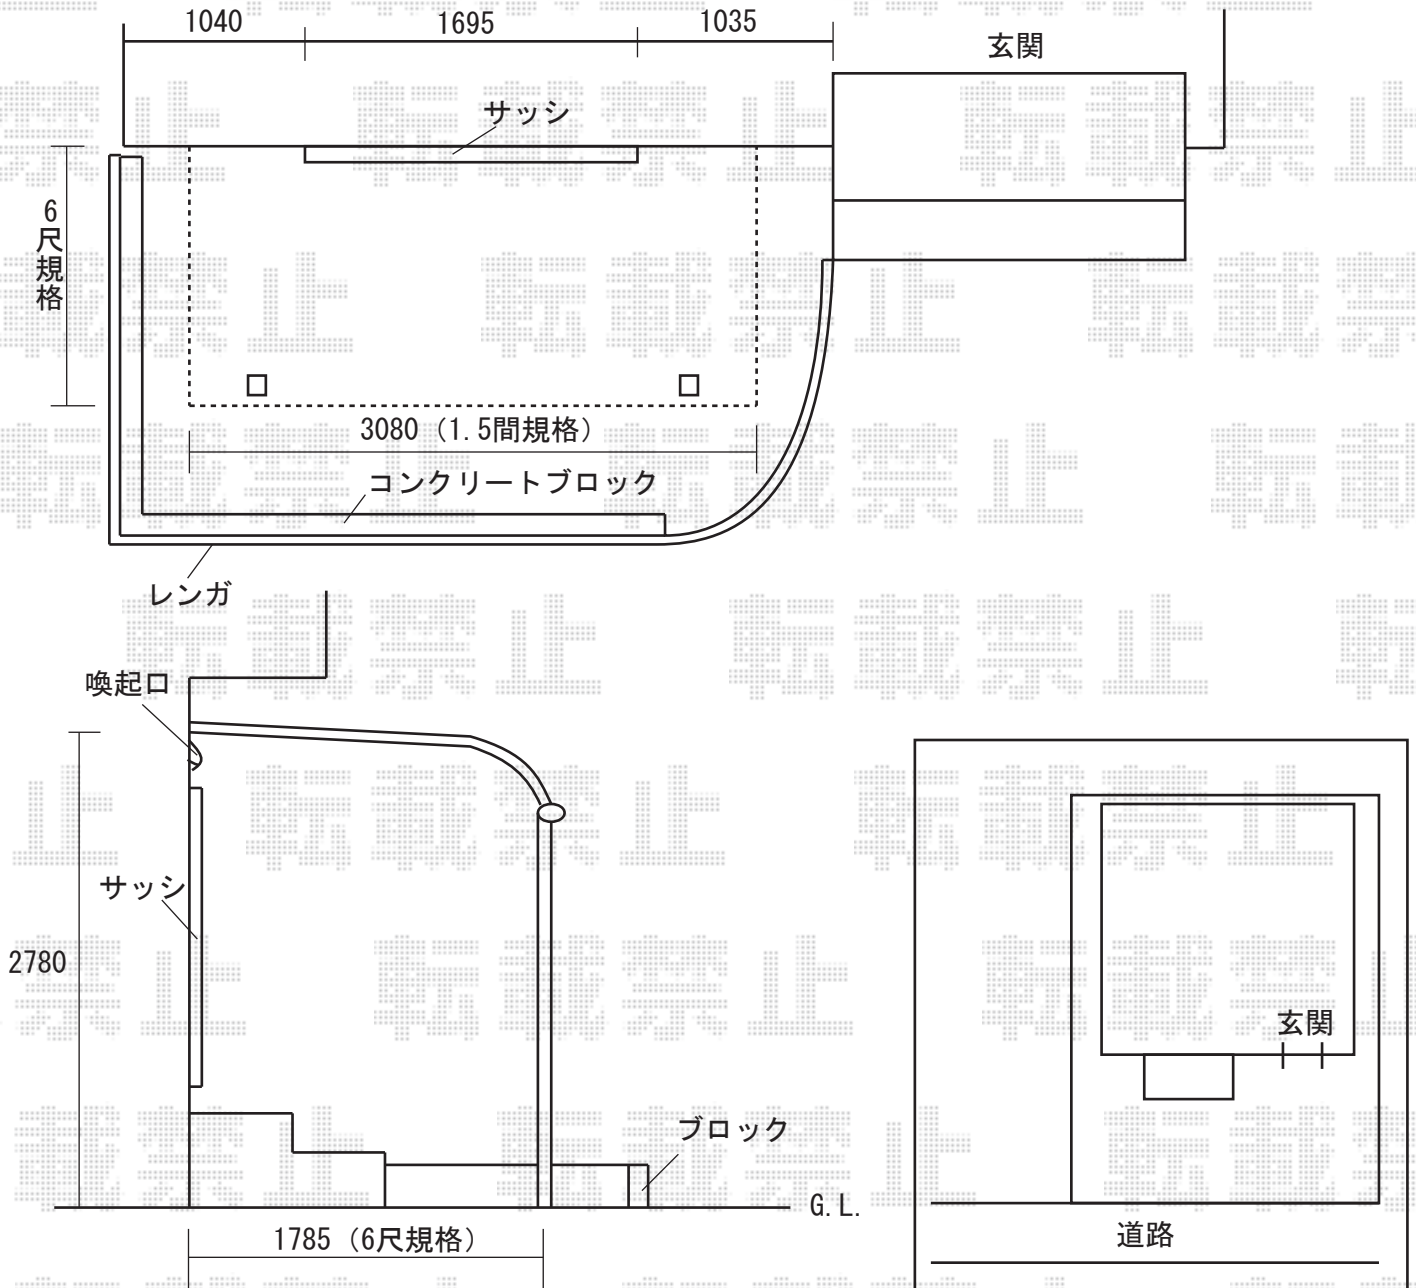 1040
1695
1035
玄関
サッシ
6尺規格
3080（1.5間規格）
コンクリートブロック
レンガ
喚起口
サッシ
2780
玄関
ブロック
G.L.
1785（6尺規格）
道路
転載禁止